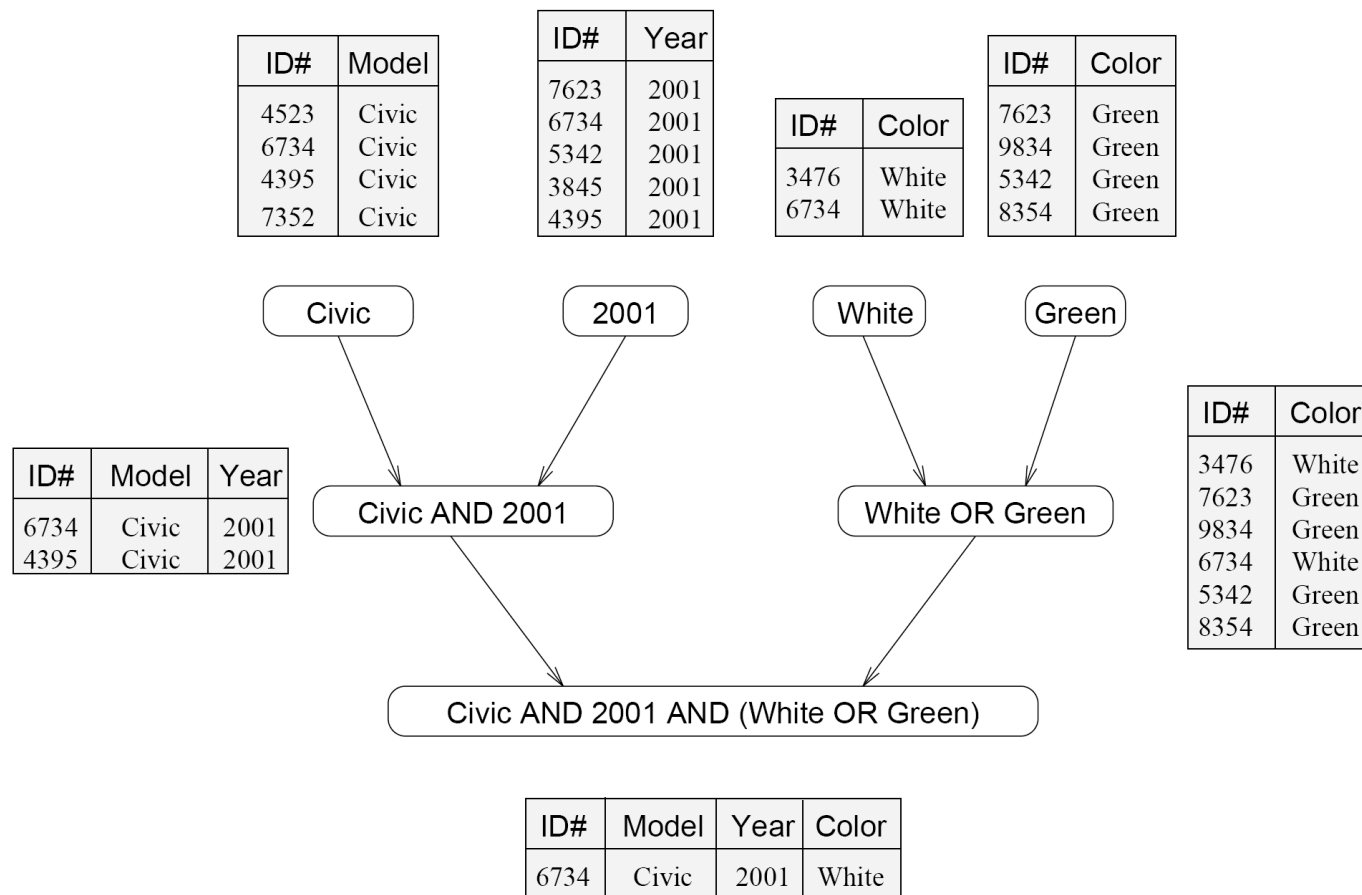 ID# Model
4523 Civic
6734 Civic
4395 Civic
7352 Civic
ID# Year
7623 2001
6734 2001
5342 2001
3845 2001
4395 2001
ID# Color
3476 White
6734 White
ID# Color
7623 Green
9834 Green
5342 Green
8354 Green
Civic
2001
White
Green
ID# Model Year
6734 Civic 2001
4395 Civic 2001
Civic AND 2001
White OR Green
ID# Color
3476 White
7623 Green
9834 Green
6734 White
5342 Green
8354 Green
Civic AND 2001 AND (White OR Green)
ID# Model Year Color
6734 Civic 2001 White